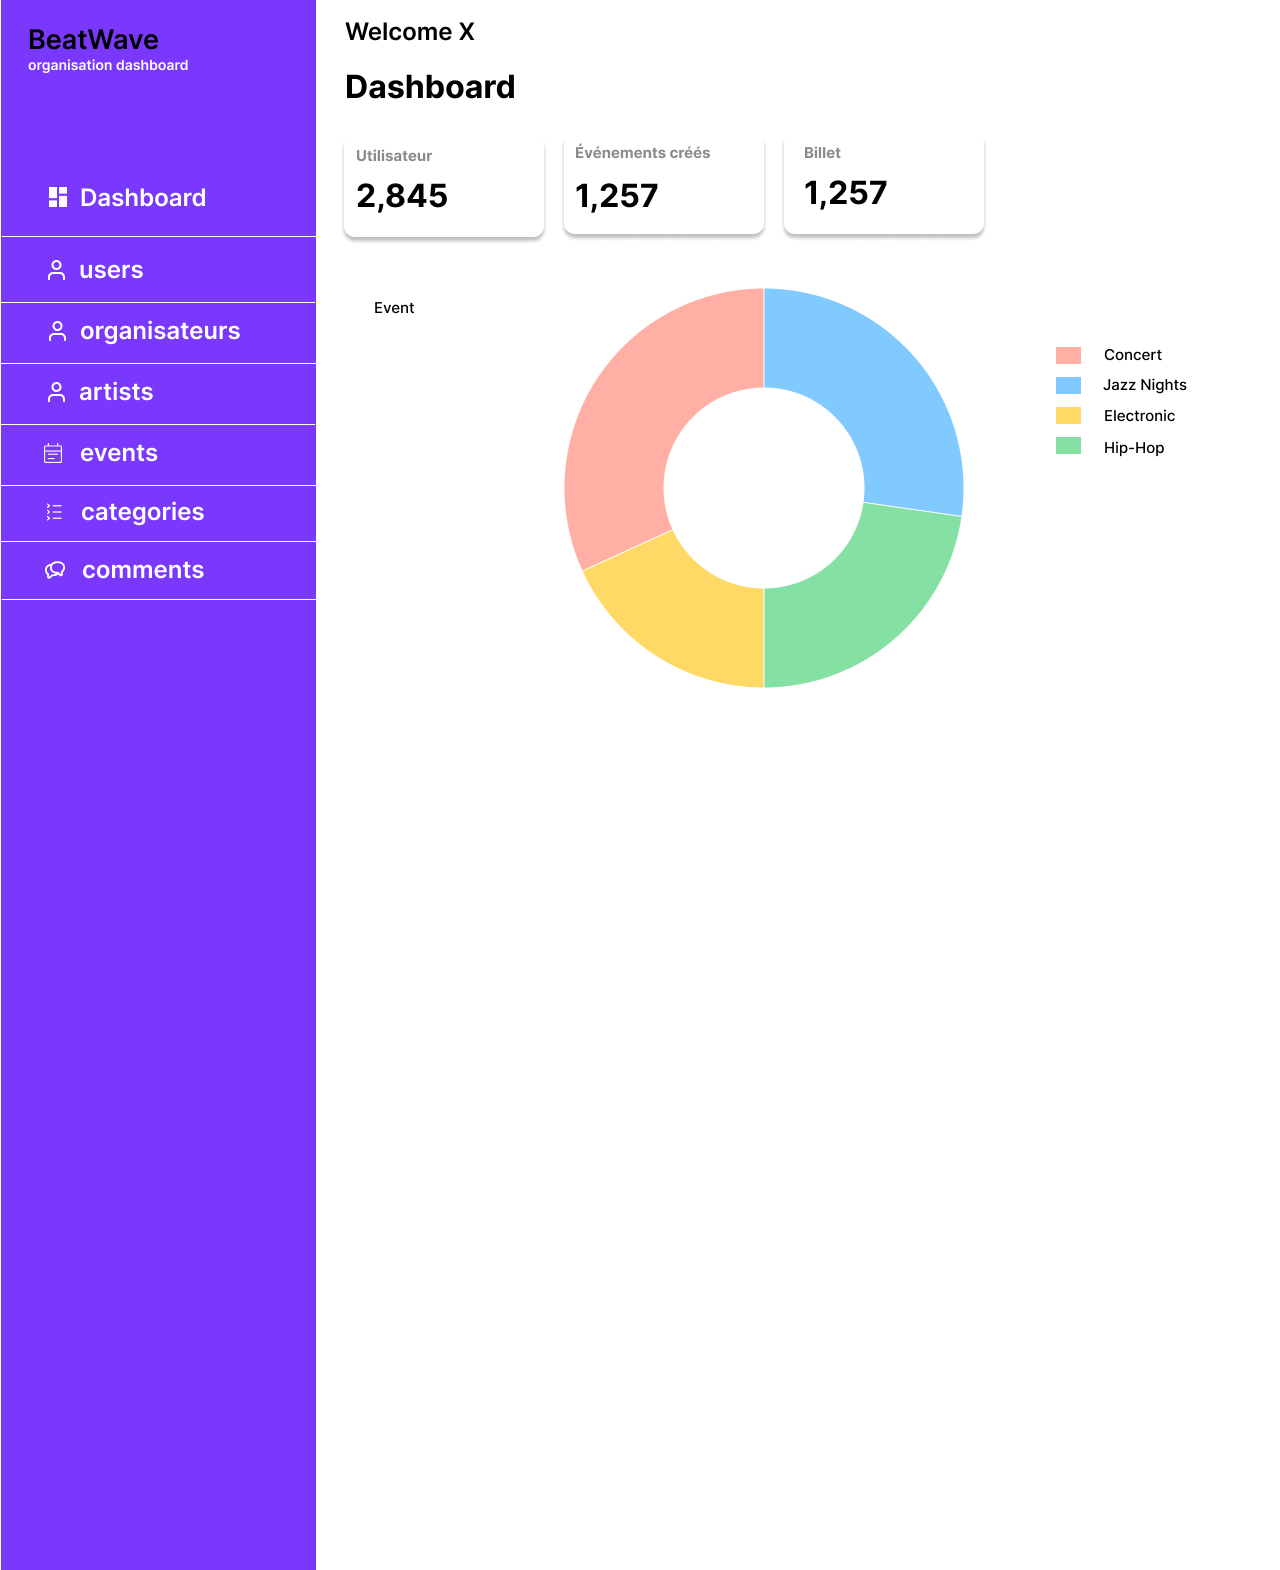 BeatWave
organisation dashboard
Dashboard
users
organisateurs
artists
events
categories
comments
Welcome X
Dashboard
Utilisateur
2,845
Événements créés
1,257
Billet
1,257
Event
Concert
Jazz Nights
Electronic
Hip-Hop